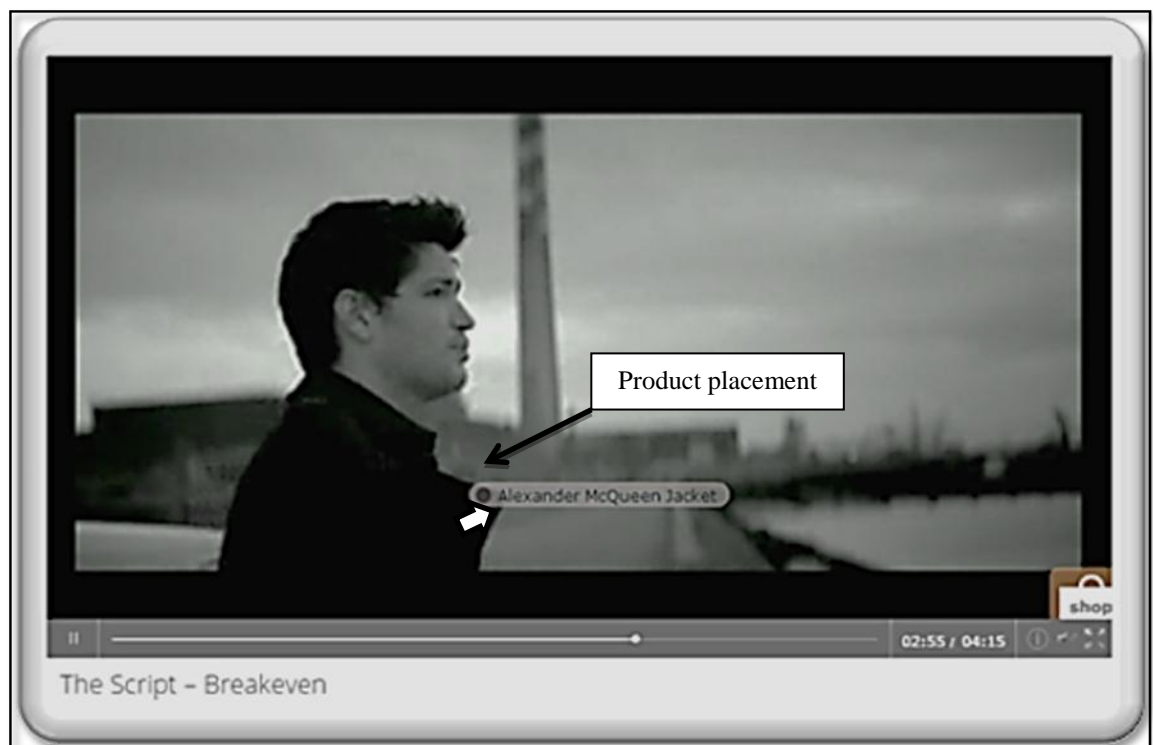 Product placement
Alexander McQueen Jacket
shop
02:55 / 04:15
The Script – Breakeven